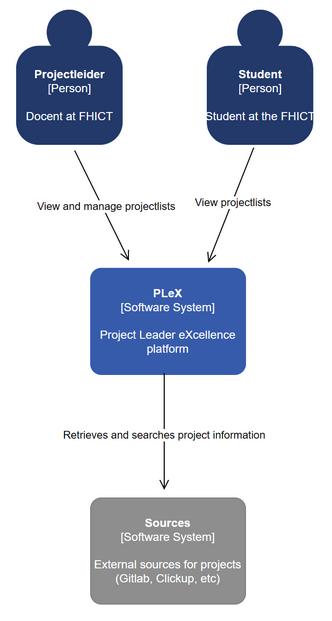 Projectleider
[Person]
Docent at FHICT
Student
[Person]
Student at the FHICT
View and manage projectlists
View projectlists
PLeX
[Software System]
Project Leader eXcellence
platform
Retrieves and searches project information
Sources
[Software System]
External sources for projects
(Gitlab, Clickup, etc)